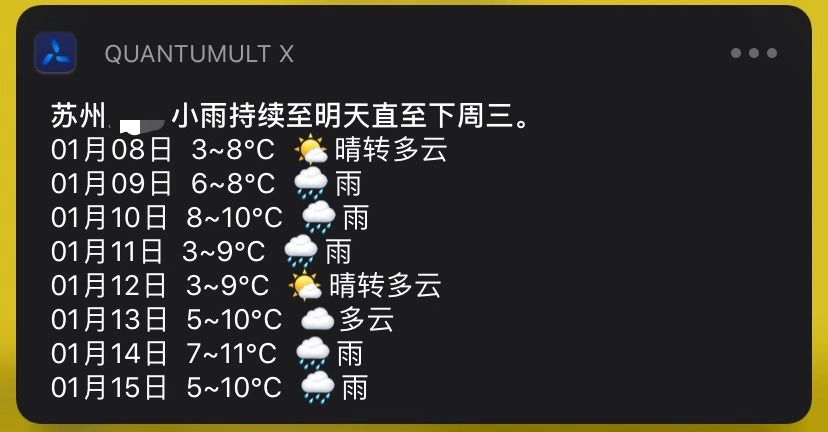 QUANTUMULT X
苏州 小雨持续至明天直至下周三。
01月08日 3~8°C 🌤晴转多云
01月09日 6~8°C 🌧雨
01月10日 8~10°C 🌧雨
01月11日 3~9°C 🌧雨
01月12日 3~9°C 🌤晴转多云
01月13日 5~10°C ☁️多云
01月14日 7~11°C 🌧雨
01月15日 5~10°C 🌧雨